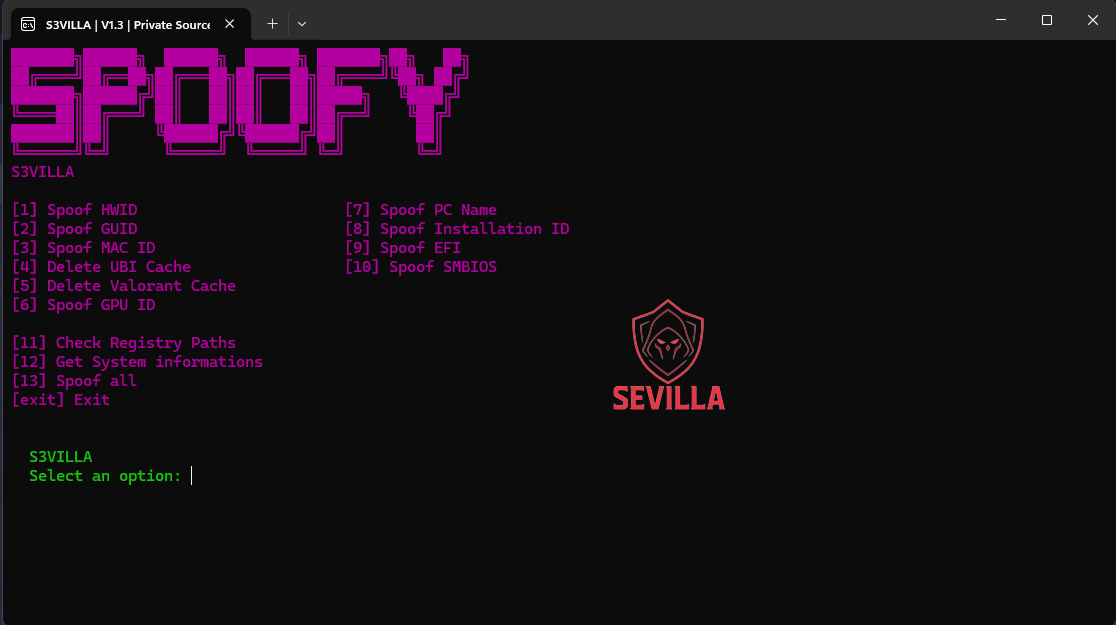 S3VILLA | V1.3 | Private Source
SPOOFY
S3VILLA
[1] Spoof HWID
[2] Spoof GUID
[3] Spoof MAC ID
[4] Delete UBI Cache
[5] Delete Valorant Cache
[6] Spoof GPU ID
[7] Spoof PC Name
[8] Spoof Installation ID
[9] Spoof EFI
[10] Spoof SMBIOS
[11] Check Registry Paths
[12] Get System informations
[13] Spoof all
[exit] Exit
SEVILLA
S3VILLA
Select an option: